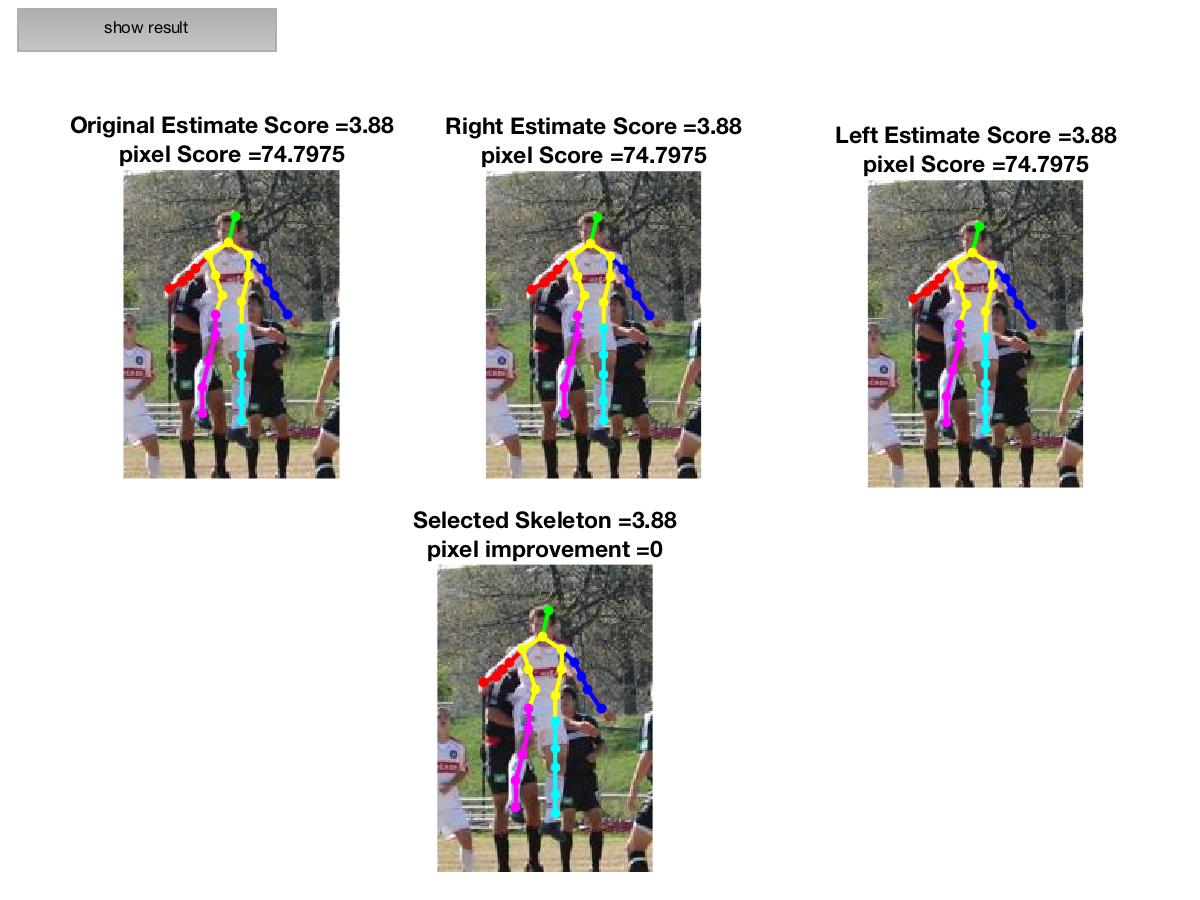 show result
Original Estimate Score =3.88
pixel Score =74.7975
Right Estimate Score =3.88
pixel Score =74.7975
Left Estimate Score =3.88
pixel Score =74.7975
Selected Skeleton =3.88
pixel improvement =0